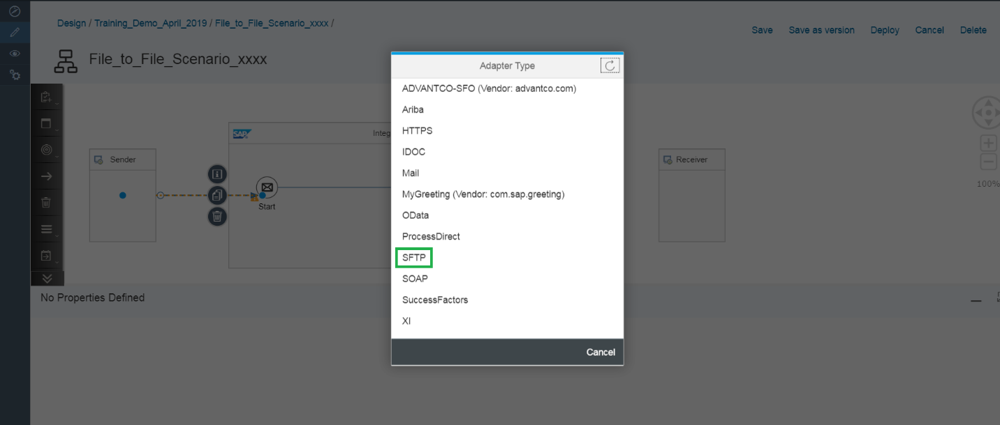 Design / Training_Demo_April_2019 / File_to_File_Scenario_xxxx /
Save Save as version Deploy Cancel Delete
File_to_File_Scenario_xxxx
Adapter Type
ADVANTCO-SFO (Vendor: advantco.com)
Ariba
HTTPS
IDOC
Mail
MyGreeting (Vendor: com.sap.greeting)
OData
ProcessDirect
SFTP
SOAP
SuccessFactors
XI
Cancel
SAP
Integ
Sender
Start
Receiver
100%
No Properties Defined